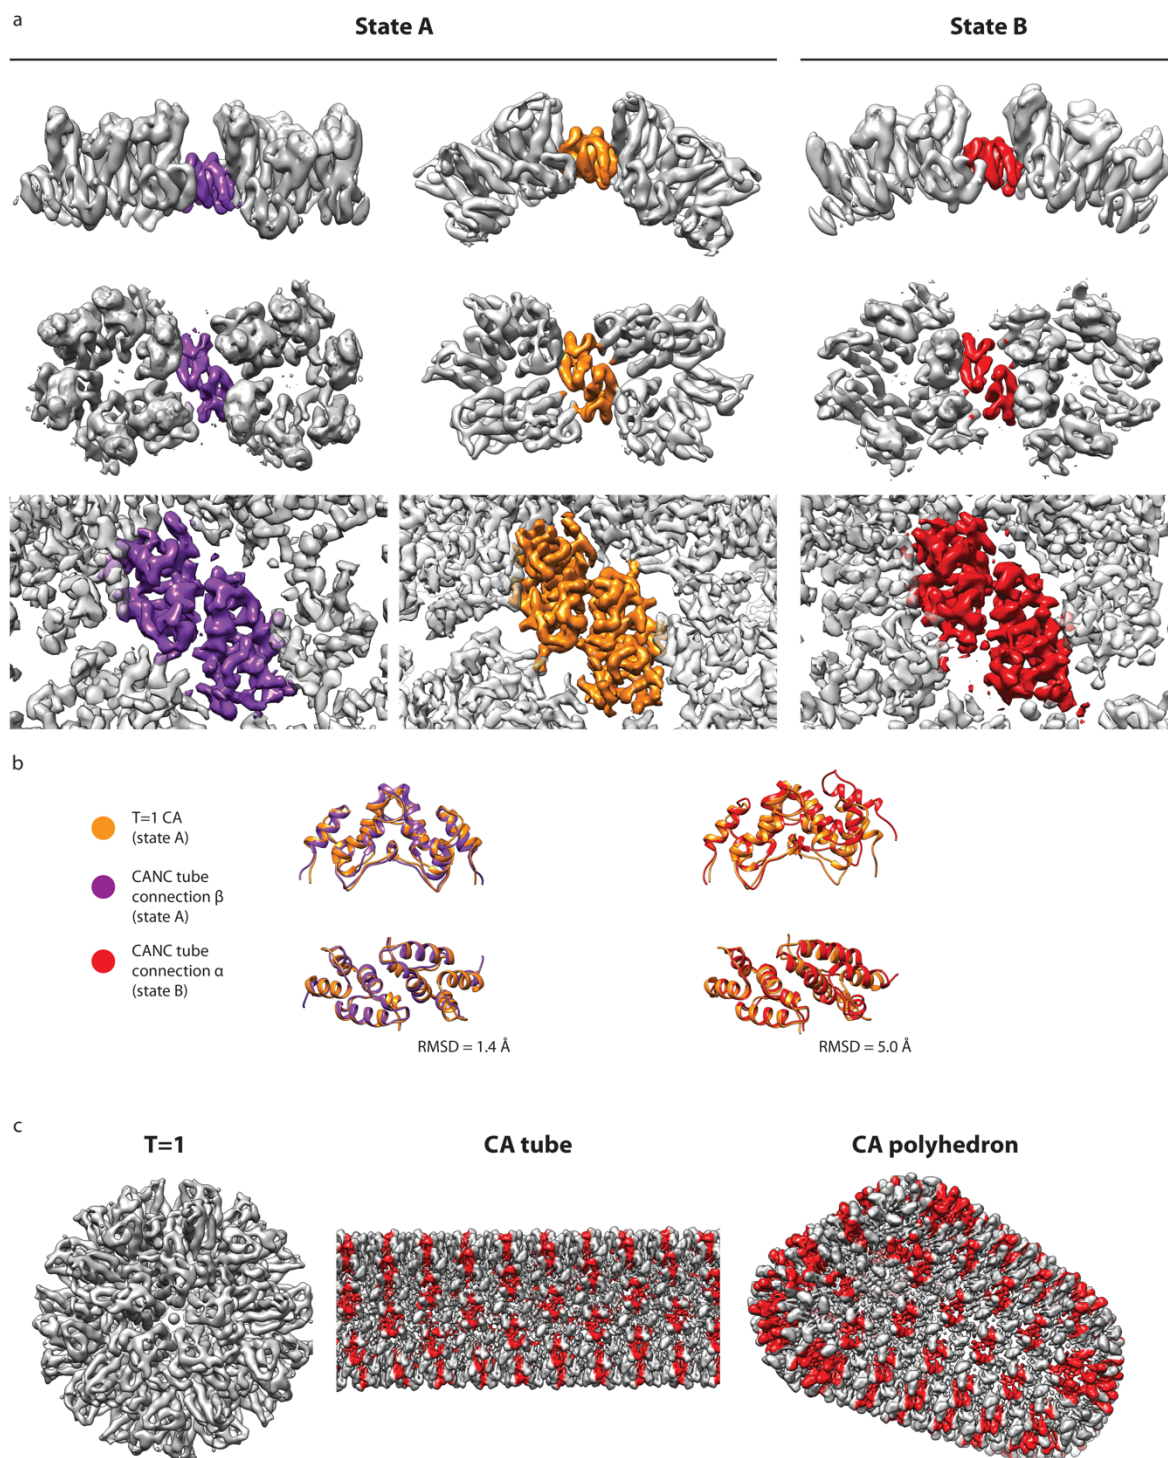 a
State A
State B
b
T=1 CA
(state A)
CANC tube
connection β
(state A)
CANC tube
connection α
(state B)
RMSD = 1.4 Å
RMSD = 5.0 Å
c
T=1
CA tube
CA polyhedron